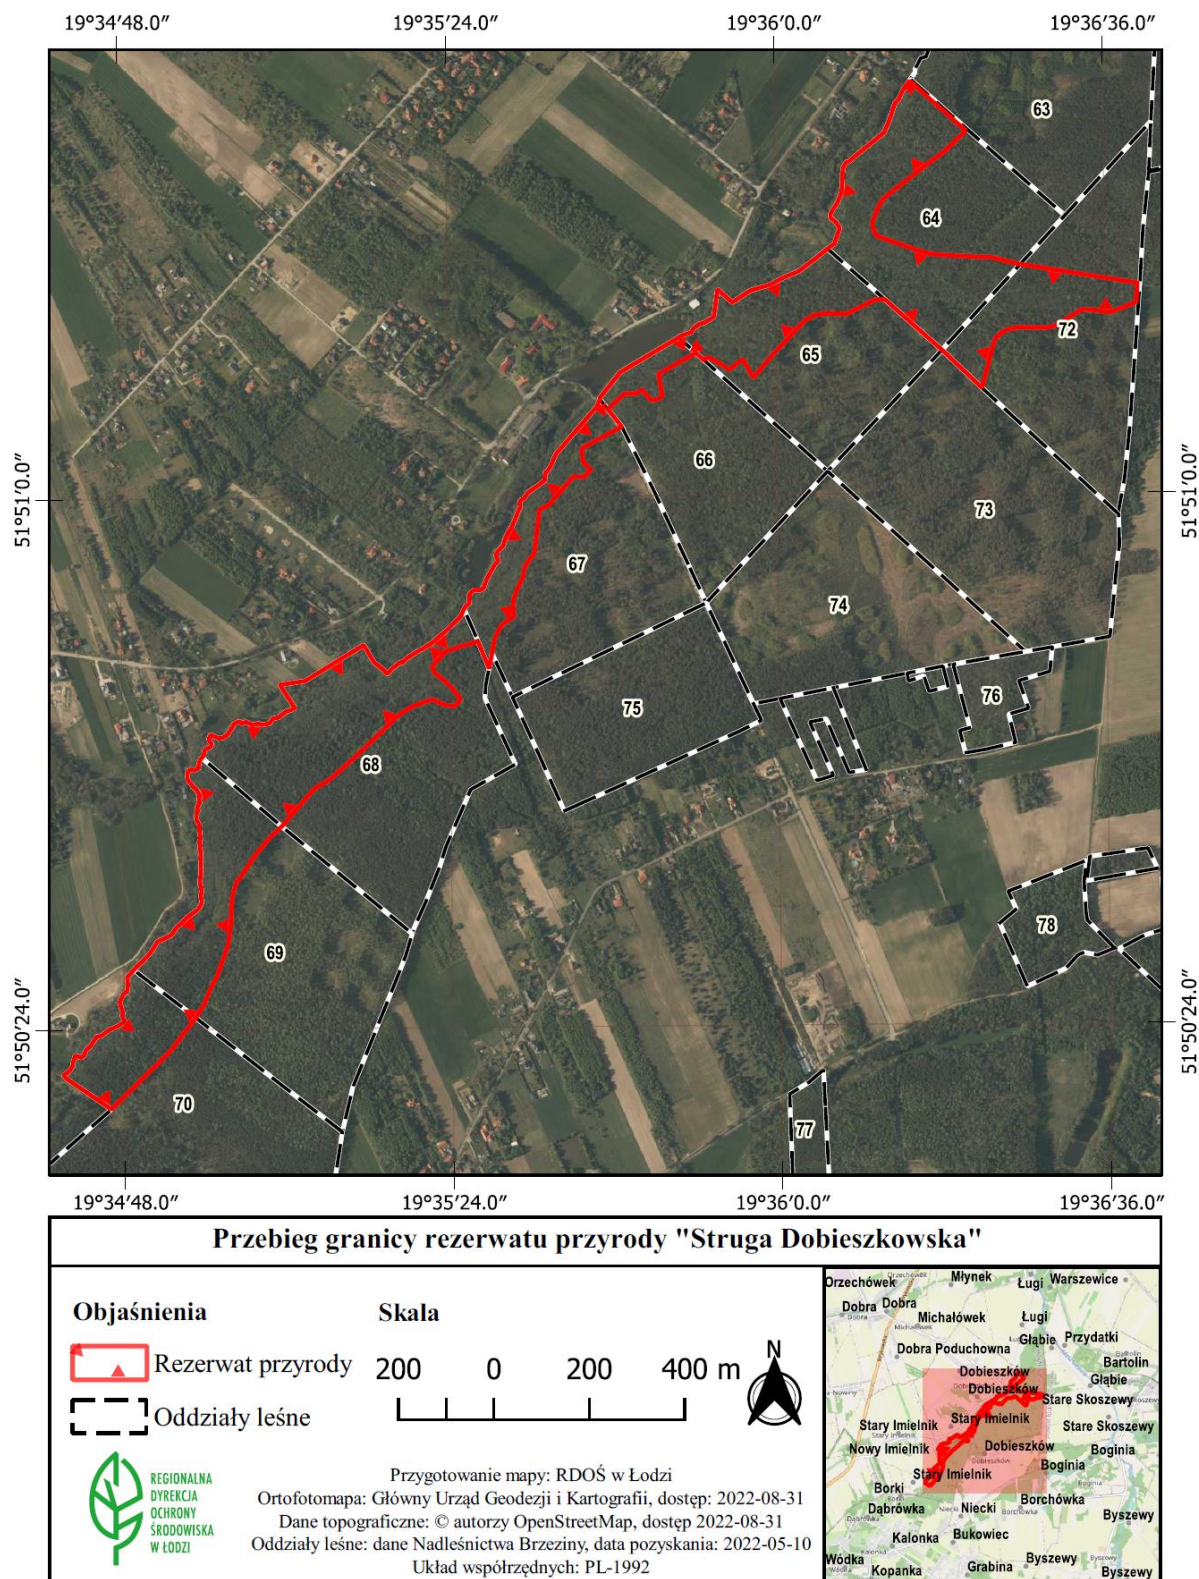 19°34′48.0″ 19°35′24.0″ 19°36′0.0″ 19°36′36.0″
63
64
72
65
66
51°51′0.0″ 51°51′0.0″
73
67
74
76
75
68
78
69
51°50′24.0″ 51°50′24.0″
70
77
19°34′48.0″ 19°35′24.0″ 19°36′0.0″ 19°36′36.0″
Przebieg granicy rezerwatu przyrody "Struga Dobieszkowska"
Objaśnienia
Rezerwat przyrody
Oddziały leśne
Skala
200 0 200 400 m
N
REGIONALNA
DYREKCJA
OCHRONY
ŚRODOWISKA
W ŁODZI
Przygotowanie mapy: RDOŚ w Łodzi
Ortofotomapa: Główny Urząd Geodezji i Kartografii, dostęp: 2022-08-31
Dane topograficzne: © autorzy OpenStreetMap, dostęp 2022-08-31
Oddziały leśne: dane Nadleśnictwa Brzeziny, data pozyskania: 2022-05-10
Układ współrzędnych: PL-1992
Orzechówek
Młynek
Ługi
Warszewice
Dobra
Dobra
Michałówek
Ługi
Głąbie
Przydatki
Dobra Poduchowna
Bartolin
Dobieszków
Głąbie
Dobieszków
Stare Skoszewy
Stary Imielnik
Stary Imielnik
Stare Skoszewy
Nowy Imielnik
Dobieszków
Boginia
Boginia
Stary Imielnik
Borki
Borchówka
Dąbrówka
Niecki
Byszewy
Kalonka
Bukowiec
Wódka
Kopanka
Grabina
Byszewy
Byszewy